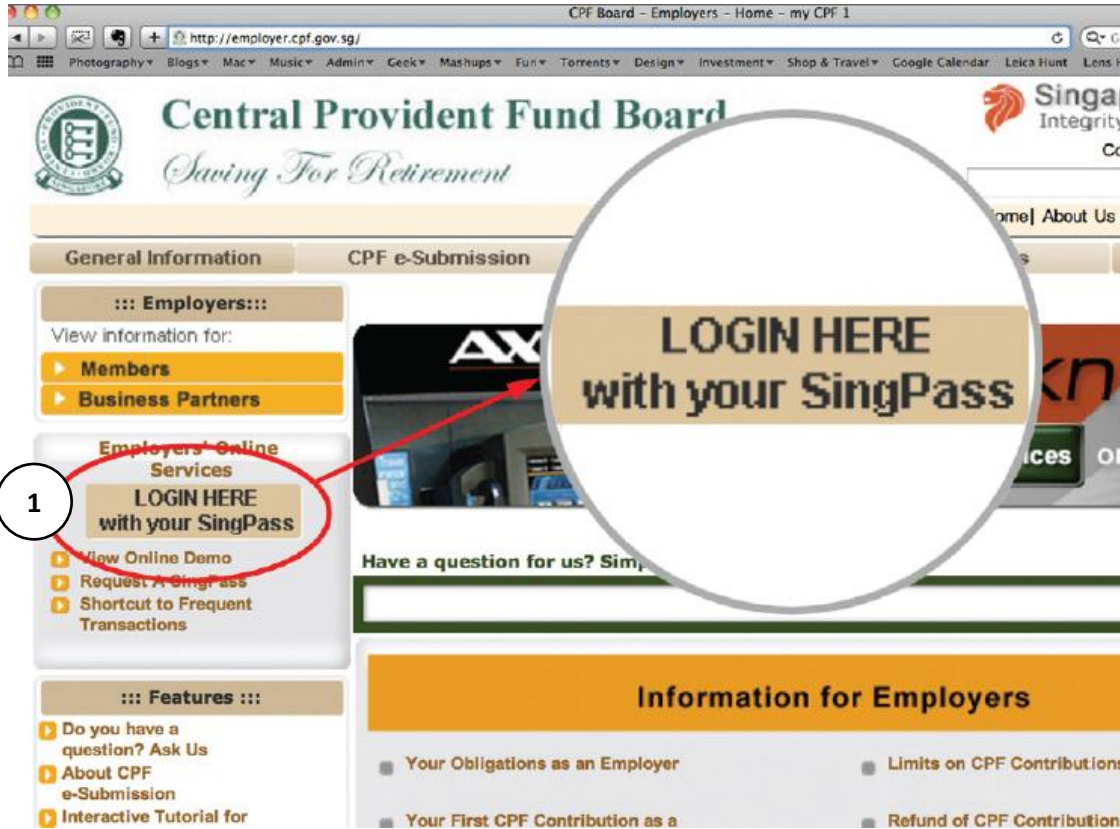 CPF Board - Employers - Home - my CPF 1
http://employer.cpf.gov.sg/
Photography Blogs Mac Music Admin Geek Mashups Fun Torrents Design Investment Shop & Travel Google Calendar Leica Hunt Lens
Central Provident Fund Board
Saving For Retirement
Integrity
About Us
General Information
CPF e-Submission
::: Employers:::
View information for:
Members
Business Partners
Employers' Online
Services
LOGIN HERE
with your SingPass
View Online Demo
Request A SingPass
Shortcut to Frequent
Transactions
1
LOGIN HERE
with your SingPass
AX
Have a question for us?
::: Features :::
Do you have a
question? Ask Us
About CPF
e-Submission
Interactive Tutorial for
Information for Employers
Your Obligations as an Employer
Limits on CPF Contributions
Your First CPF Contribution as a
Refund of CPF Contribution